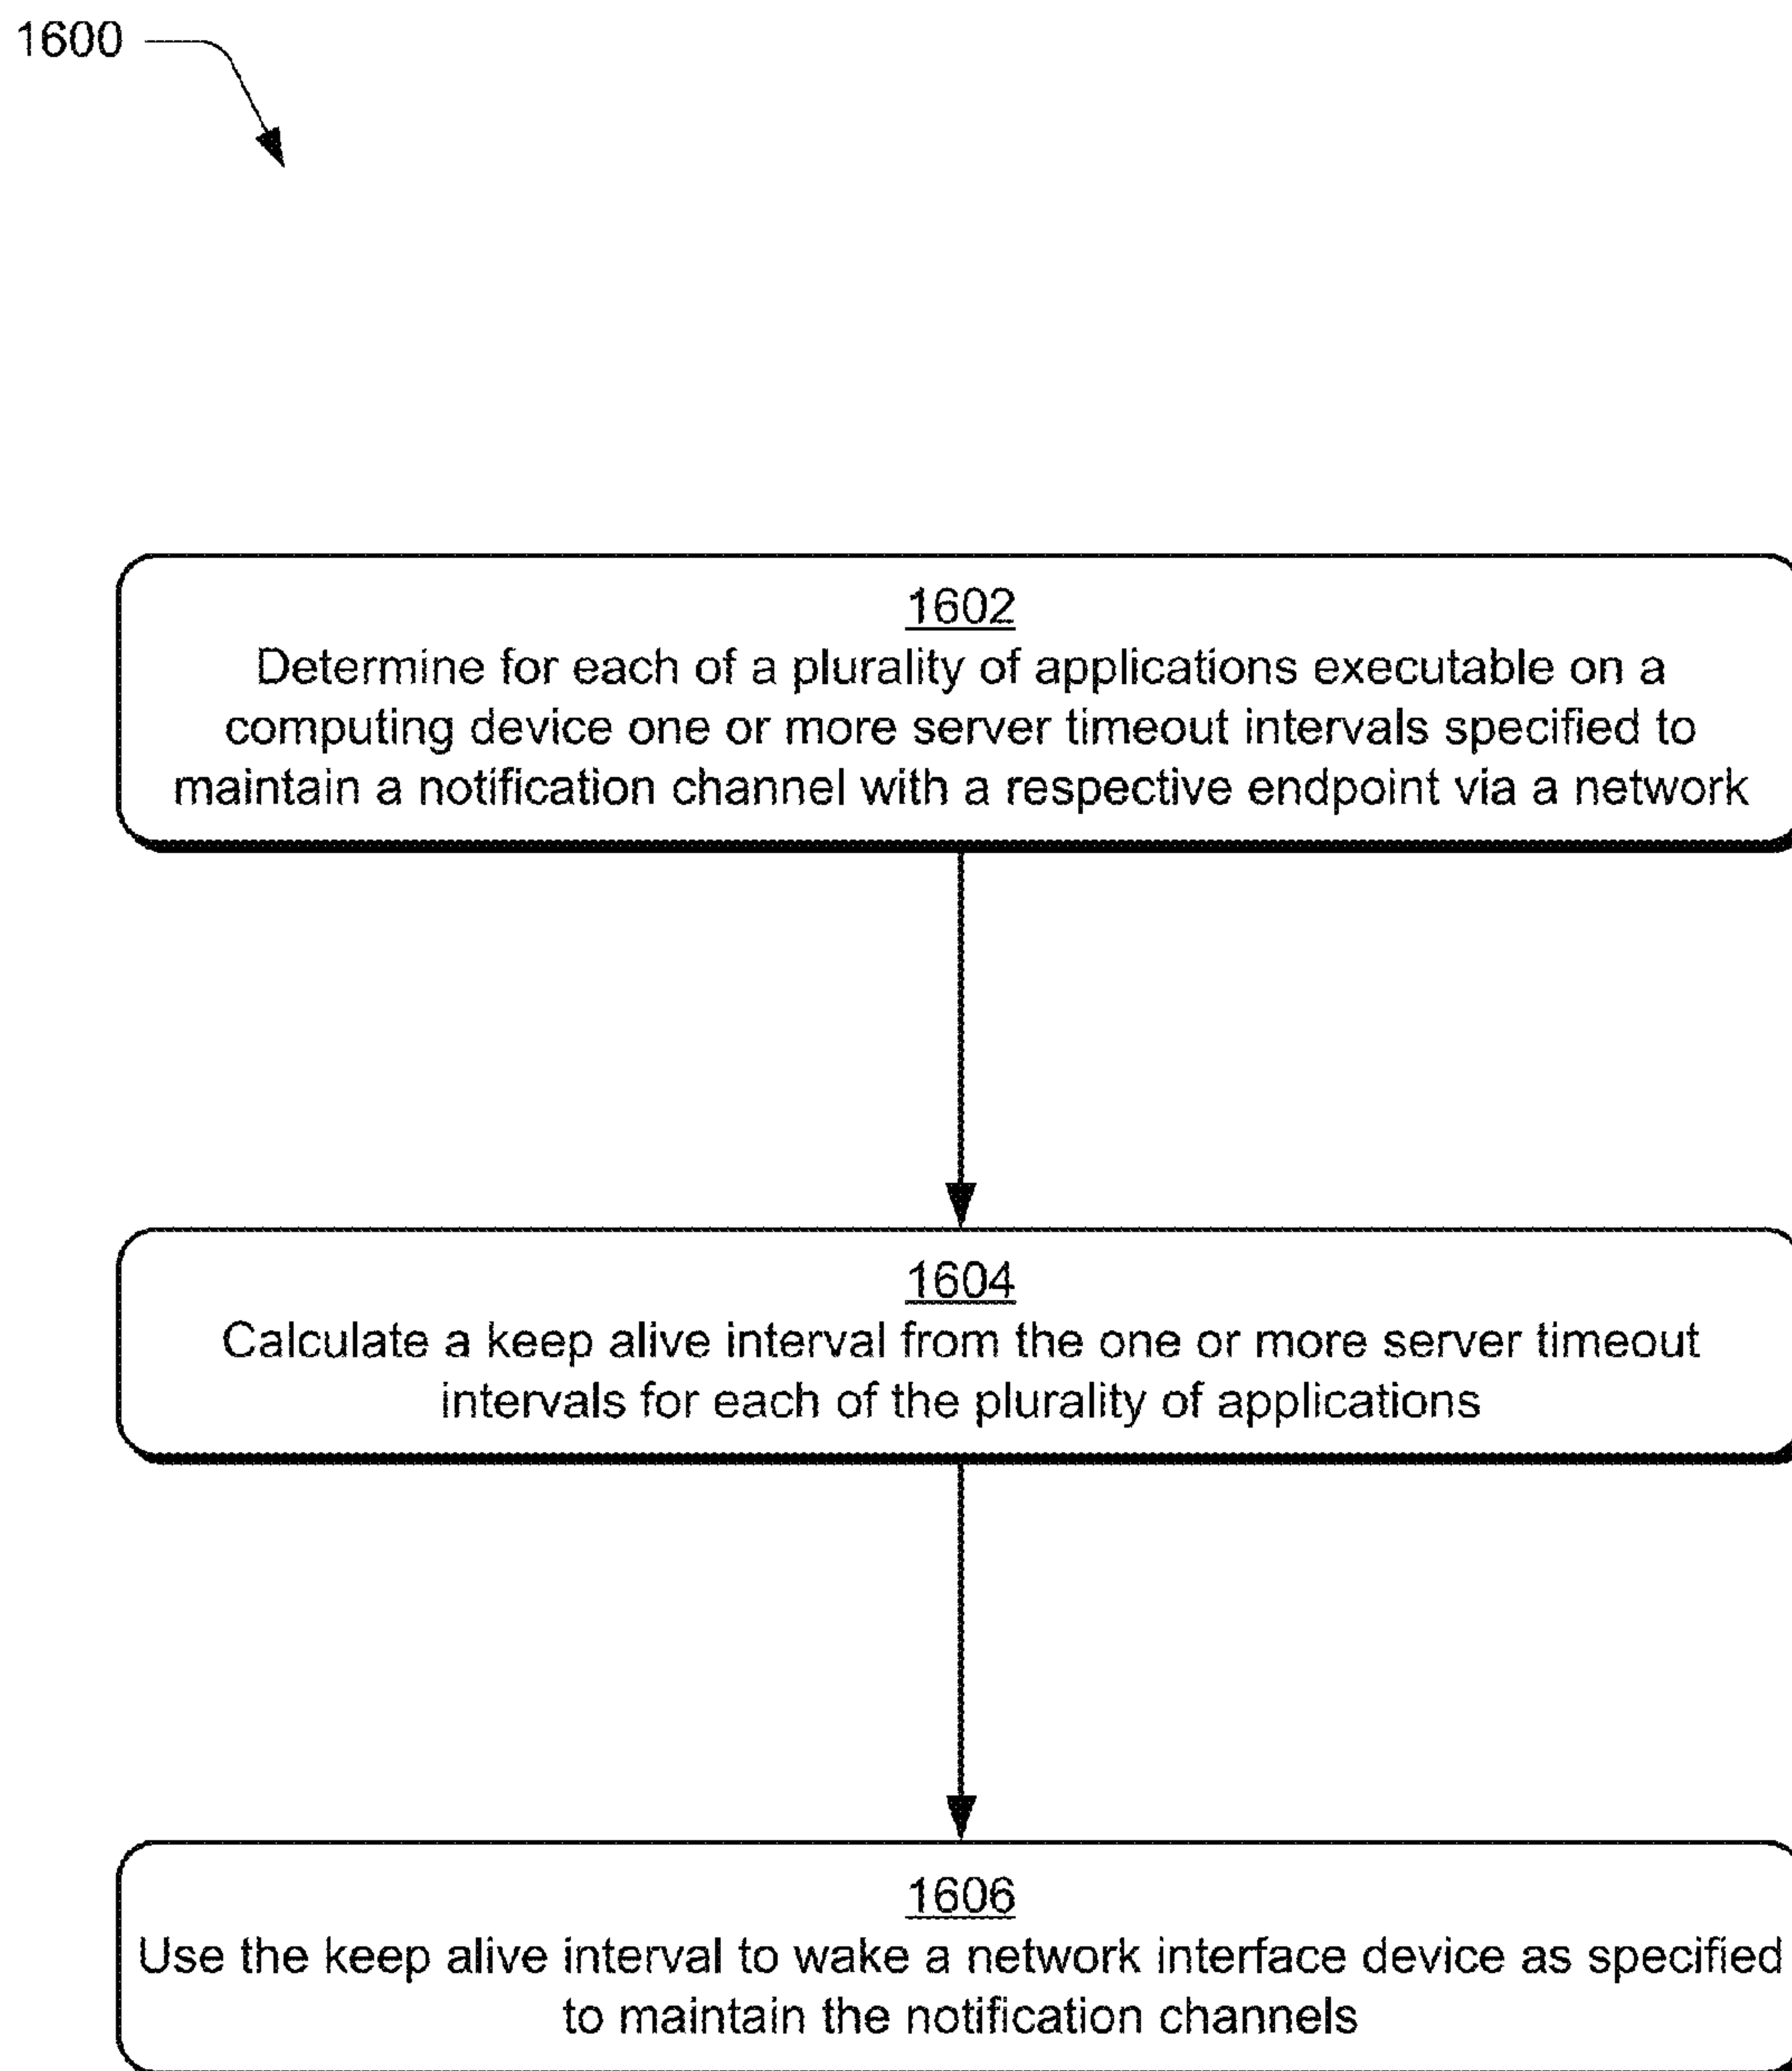 1600
1602
Determine for each of a plurality of applications executable on a
computing device one or more server timeout intervals specified to
maintain a notification channel with a respective endpoint via a network
1604
Calculate a keep alive interval from the one or more server timeout
intervals for each of the plurality of applications
1606
Use the keep alive interval to wake a network interface device as specified
to maintain the notification channels